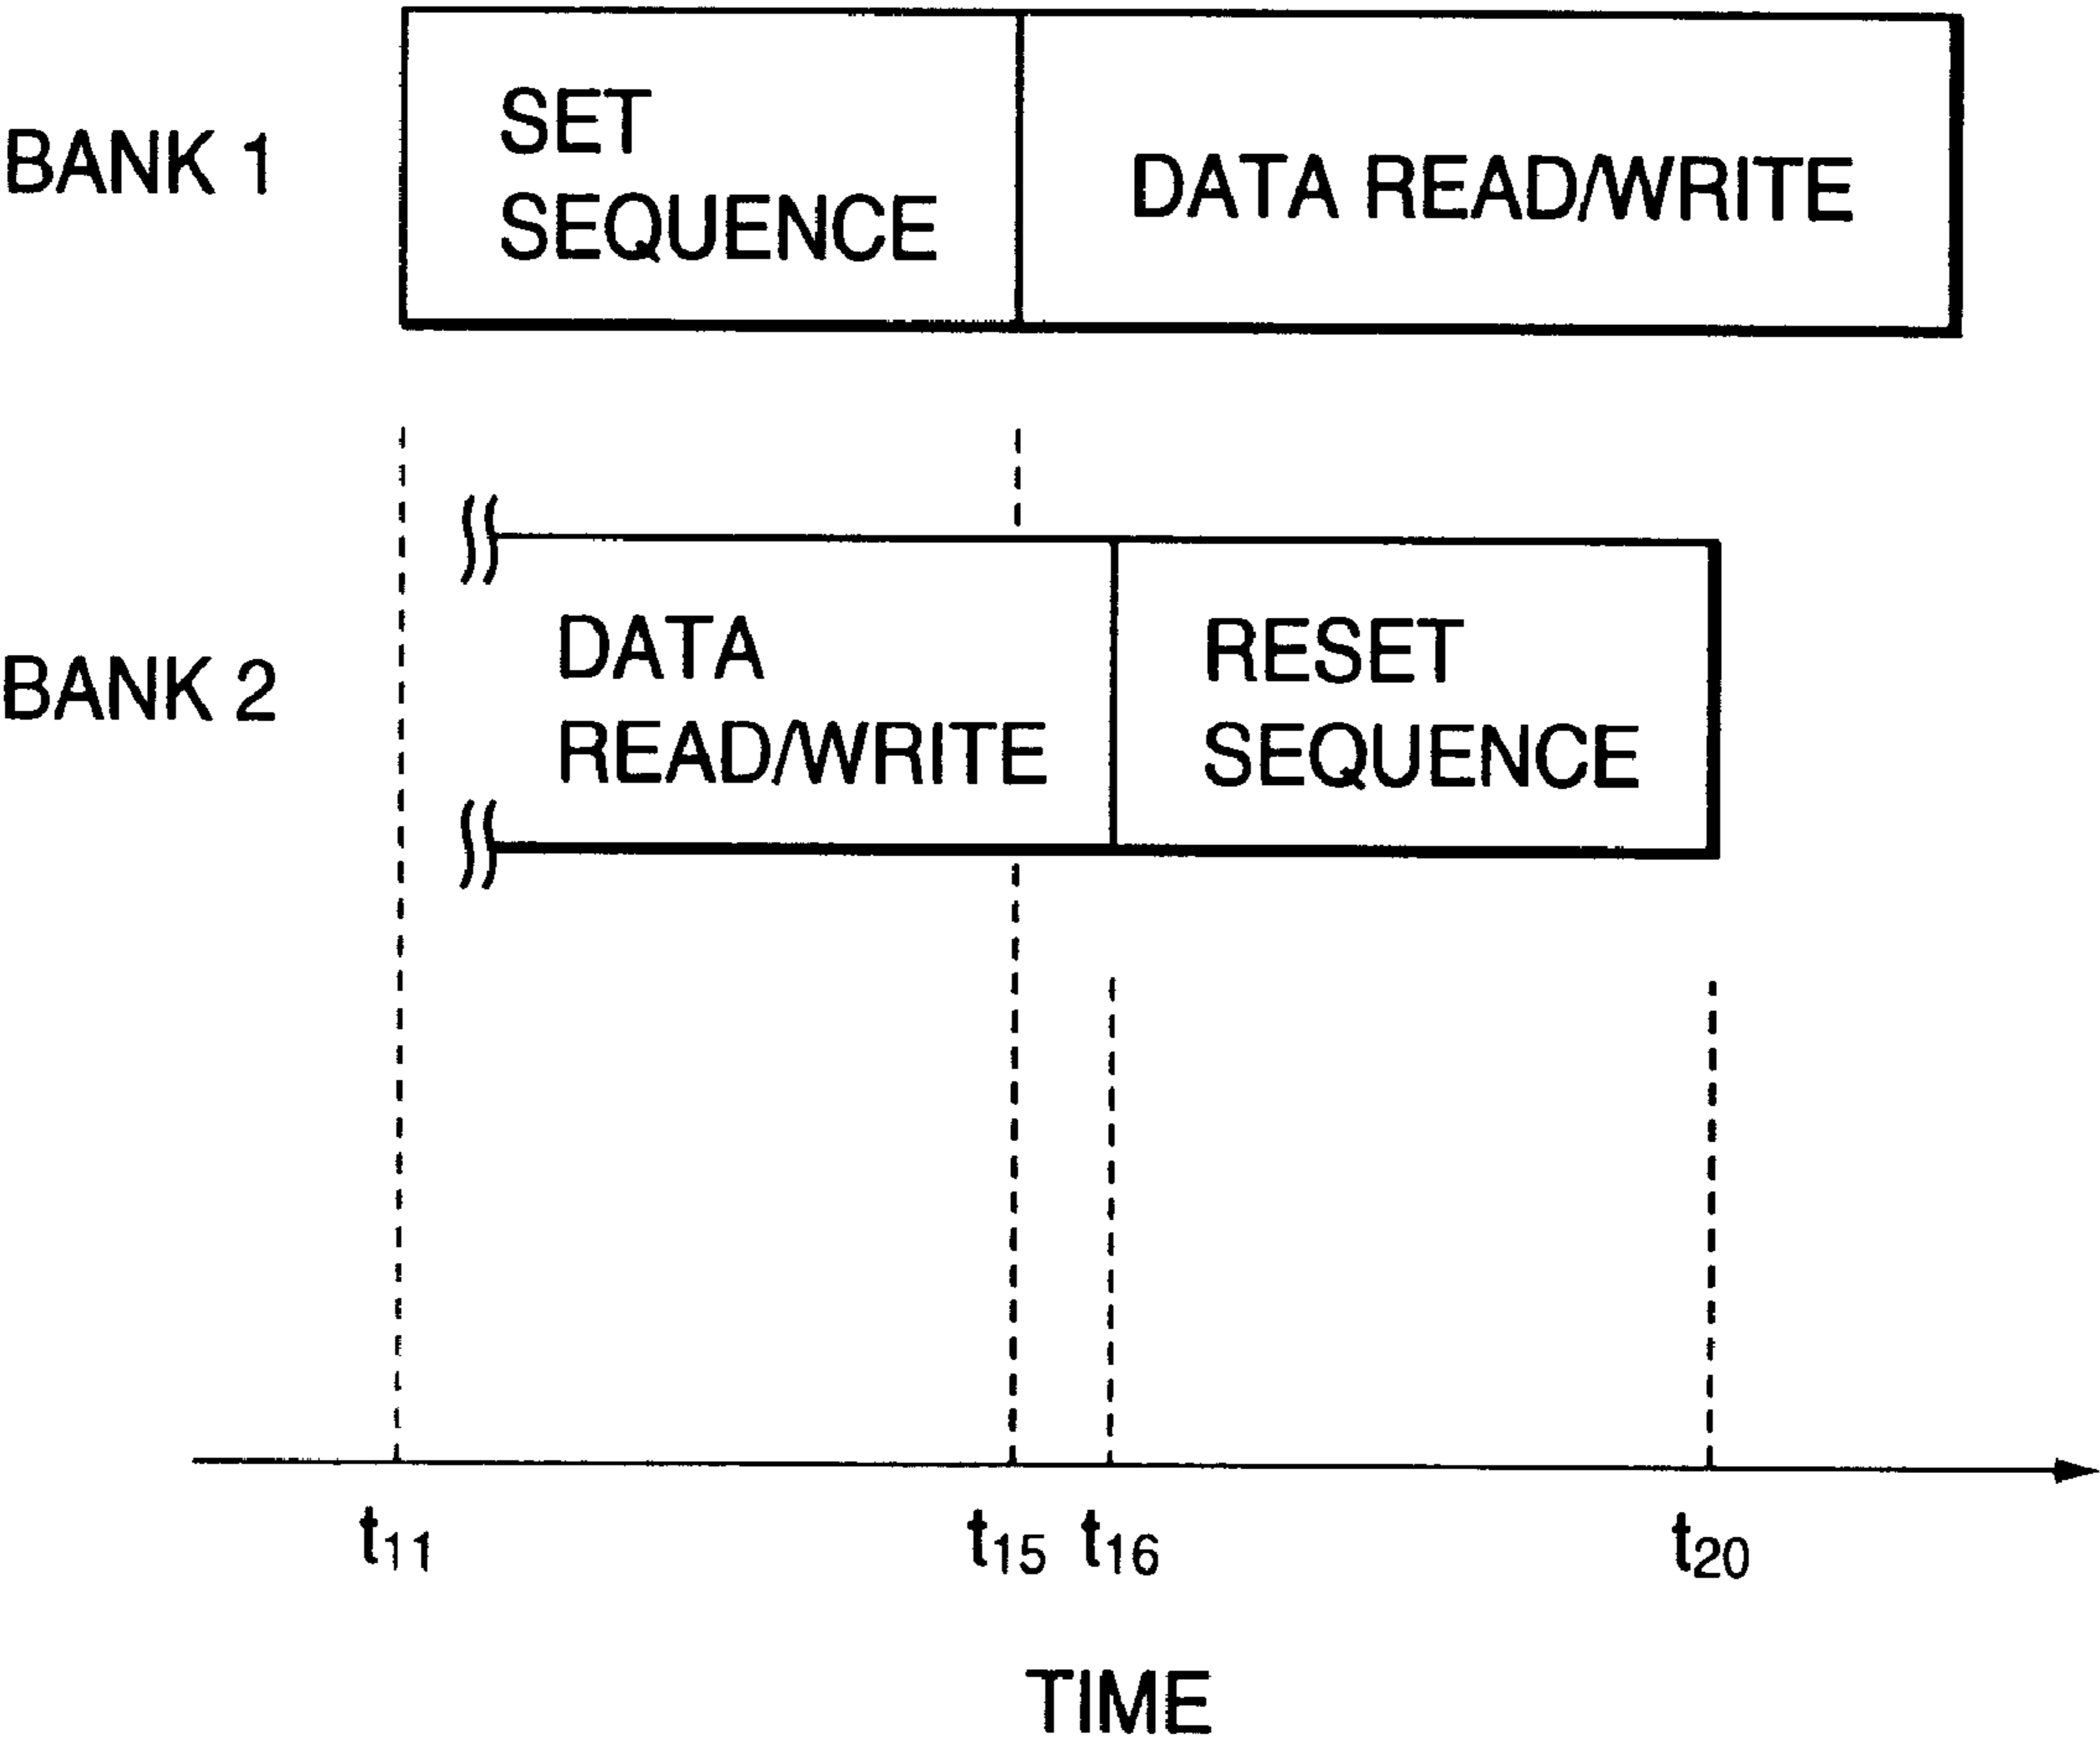 BANK 1
SET
SEQUENCE
DATA READ/WRITE
BANK 2
DATA
READ/WRITE
RESET
SEQUENCE
t11 t15 t16 t20
TIME